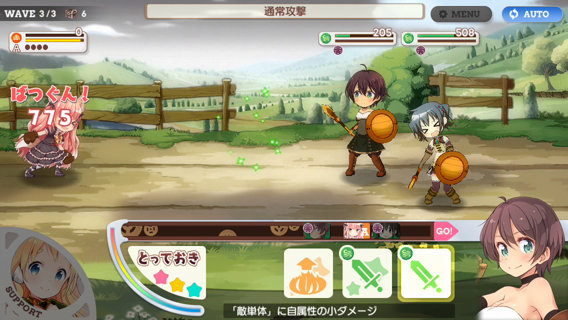 WAVE 3/3 6
通常攻撃
MENU
AUTO
0
A
205
508
ばつぐん!
775
A
GO!
とっておき
SUPPORT
「敵単体」に自属性の小ダメージ